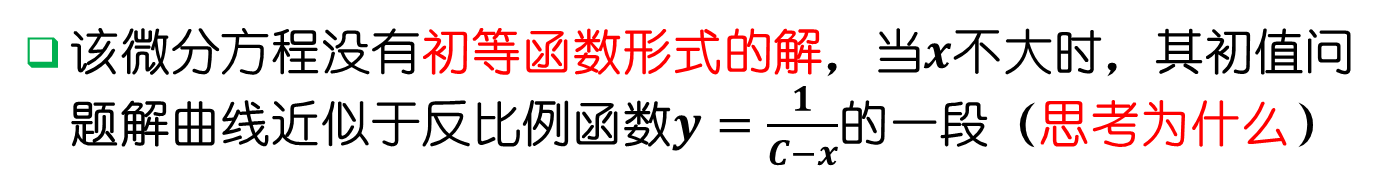 该微分方程没有初等函数形式的解，当x不大时，其初值问
题解曲线近似于反比例函数y = 1/(C−x)的一段（思考为什么）